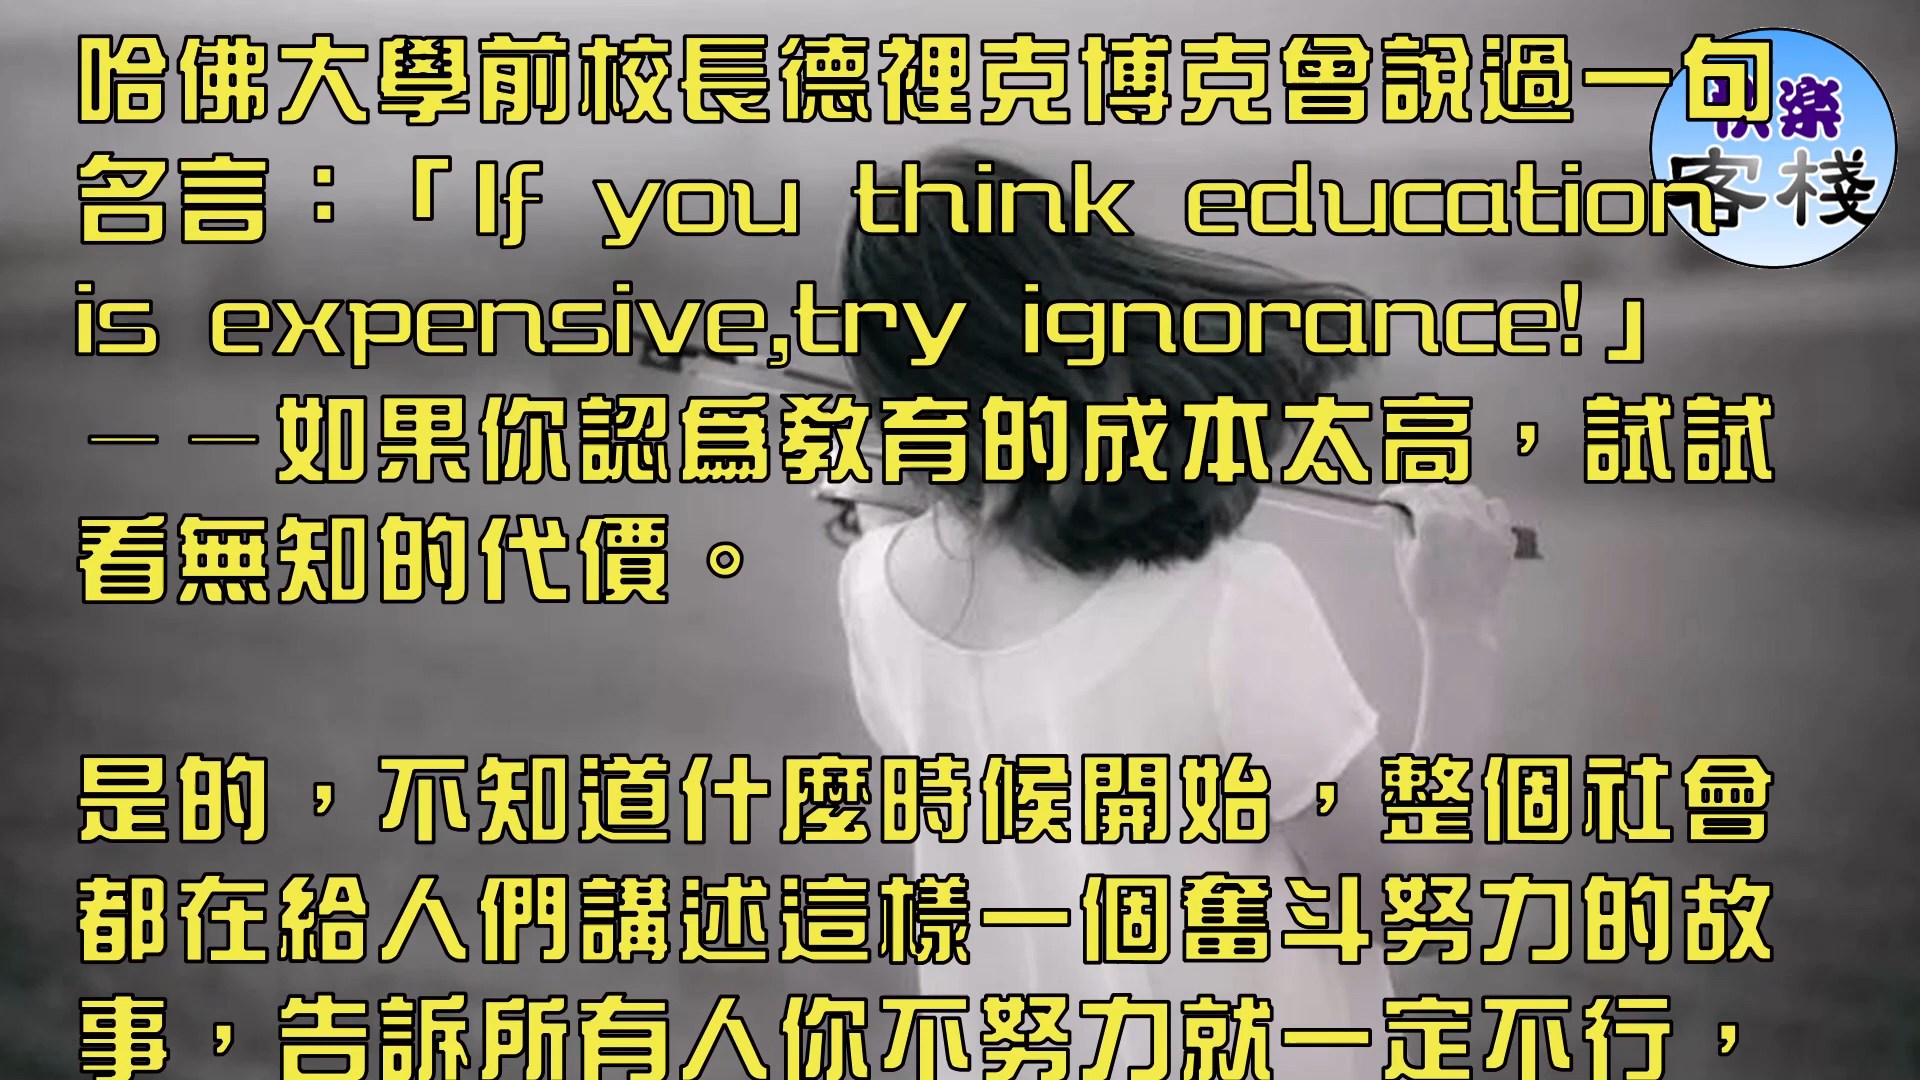 哈佛大學前校長德裡克博克會說過一句
名言：「If you think education
is expensive,try ignorance!」
——如果你認爲教育的成本太高，試試
看無知的代價。
是的，不知道什麼時候開始，整個社會
都在給人們講述這樣一個奮斗努力的故
事，告訴所有人你不努力就一定不行，
樂
客棧